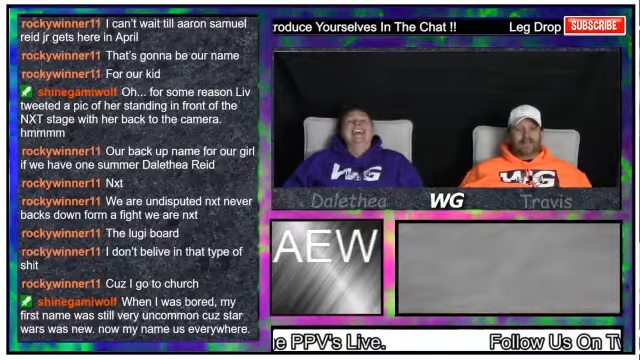 rockywinner11 I can't wait till aaron samuel
reid jr gets here in April
rockywinner11 That's gonna be our name
rockywinner11 For our kid
shinegamiwolf Oh... for some reason Liv
tweeted a pic of her standing in front of the
NXT stage with her back to the camera.
hmmmm
rockywinner11 Our back up name for our girl
if we have one summer Dalethea Reid
rockywinner11 Nxt
rockywinner11 We are undisputed nxt never
backs down form a fight we are nxt
rockywinner11 The lugi board
rockywinner11 I don't belive in that type of
shit
rockywinner11 Cuz I go to church
shinegamiwolf When I was bored, my
first name was still very uncommon cuz star
wars was new. now my name us everywhere.
roduce Yourselves In The Chat !! Leg Drop
SUBSCRIBE
WG
WG
Dalethea WG Travis
AEW
e PPV's Live. Follow Us On Tw